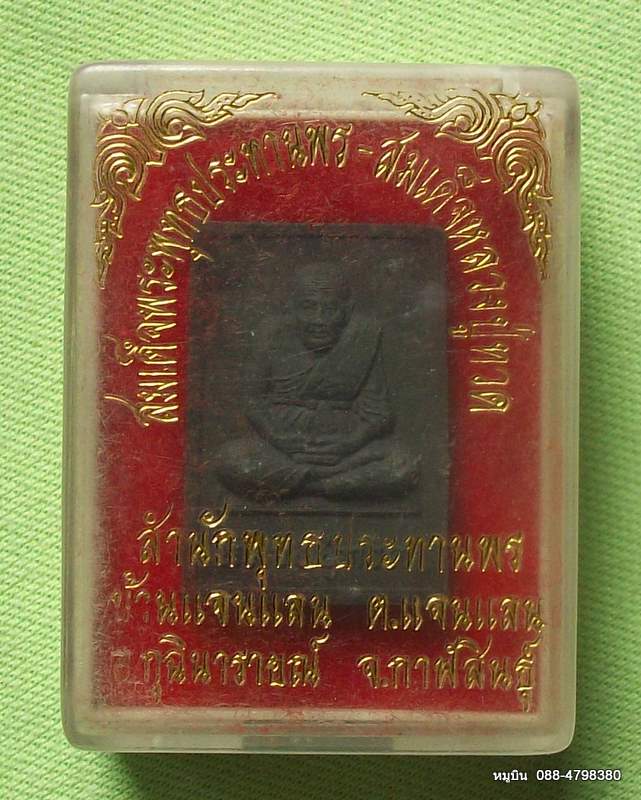 สมเด็จพระพุทธประทานพร-สมเด็จหลวงปู่ทวด
สำนักพุทธประทานพร
บ้านแจนแลน ต.แจนแลน
อ.กุฉินารายณ์ จ.กาฬสินธุ์
หมูบิน 088-4798380